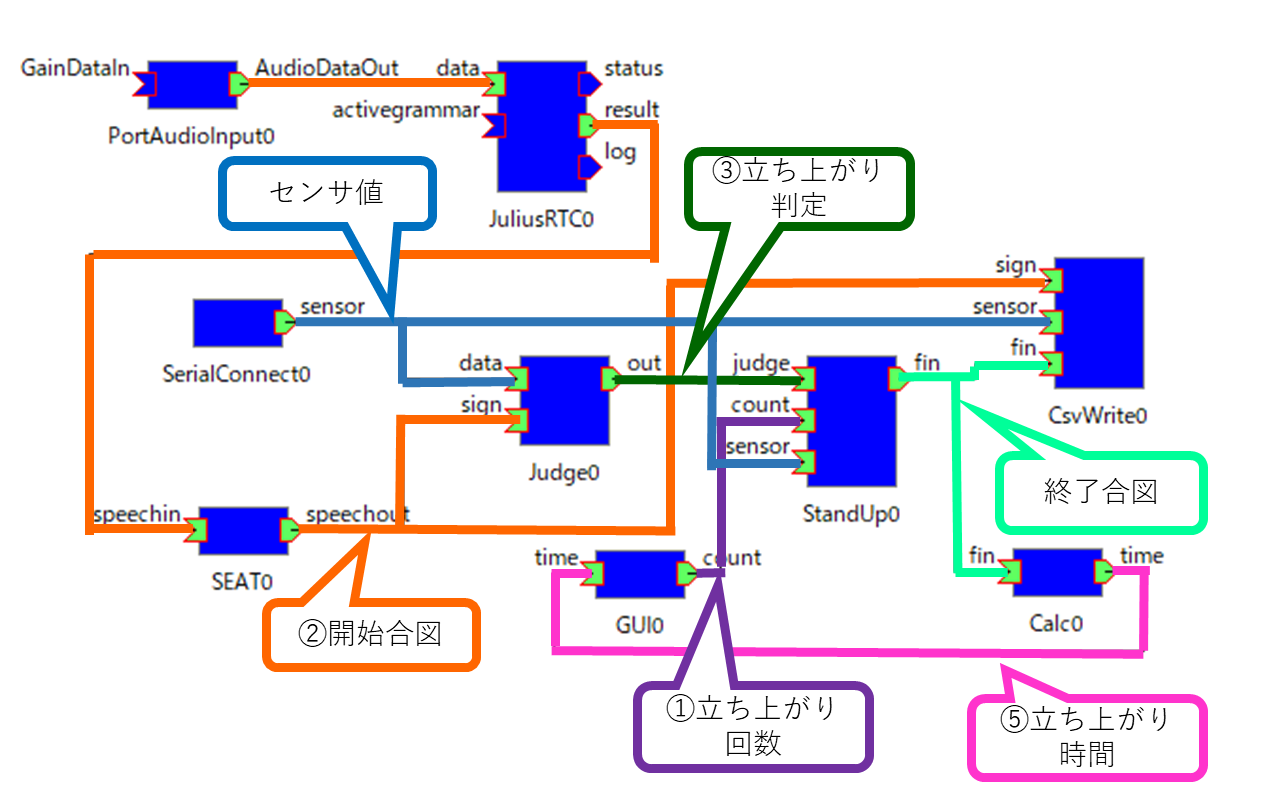 GainDataIn
AudioDataOut
data
status
activegrammar
result
log
PortAudioInput0
JuliusRTC0
センサ値
③立ち上がり
判定
sign
sensor
sensor
fin
SerialConnect0
data
out
judge
fin
sign
count
CsvWrite0
sensor
Judge0
StandUp0
終了合図
speechin
speechout
SEAT0
time
count
fin
time
GUI0
Calc0
②開始合図
①立ち上がり
回数
⑤立ち上がり
時間